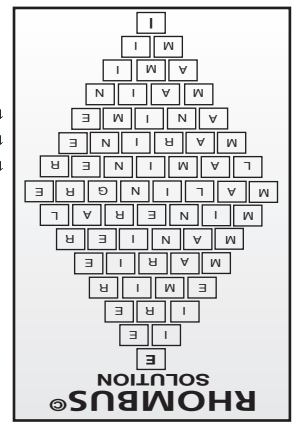 RHOMBUS©
SOLUTION
E
I E
I R E
E M I R
M A R I E
M A N I E R
M I N E R A L
M A L I N G R E
L A M I N E R
M A R I N E
A N I M E
M A I N
A M I
M I
I